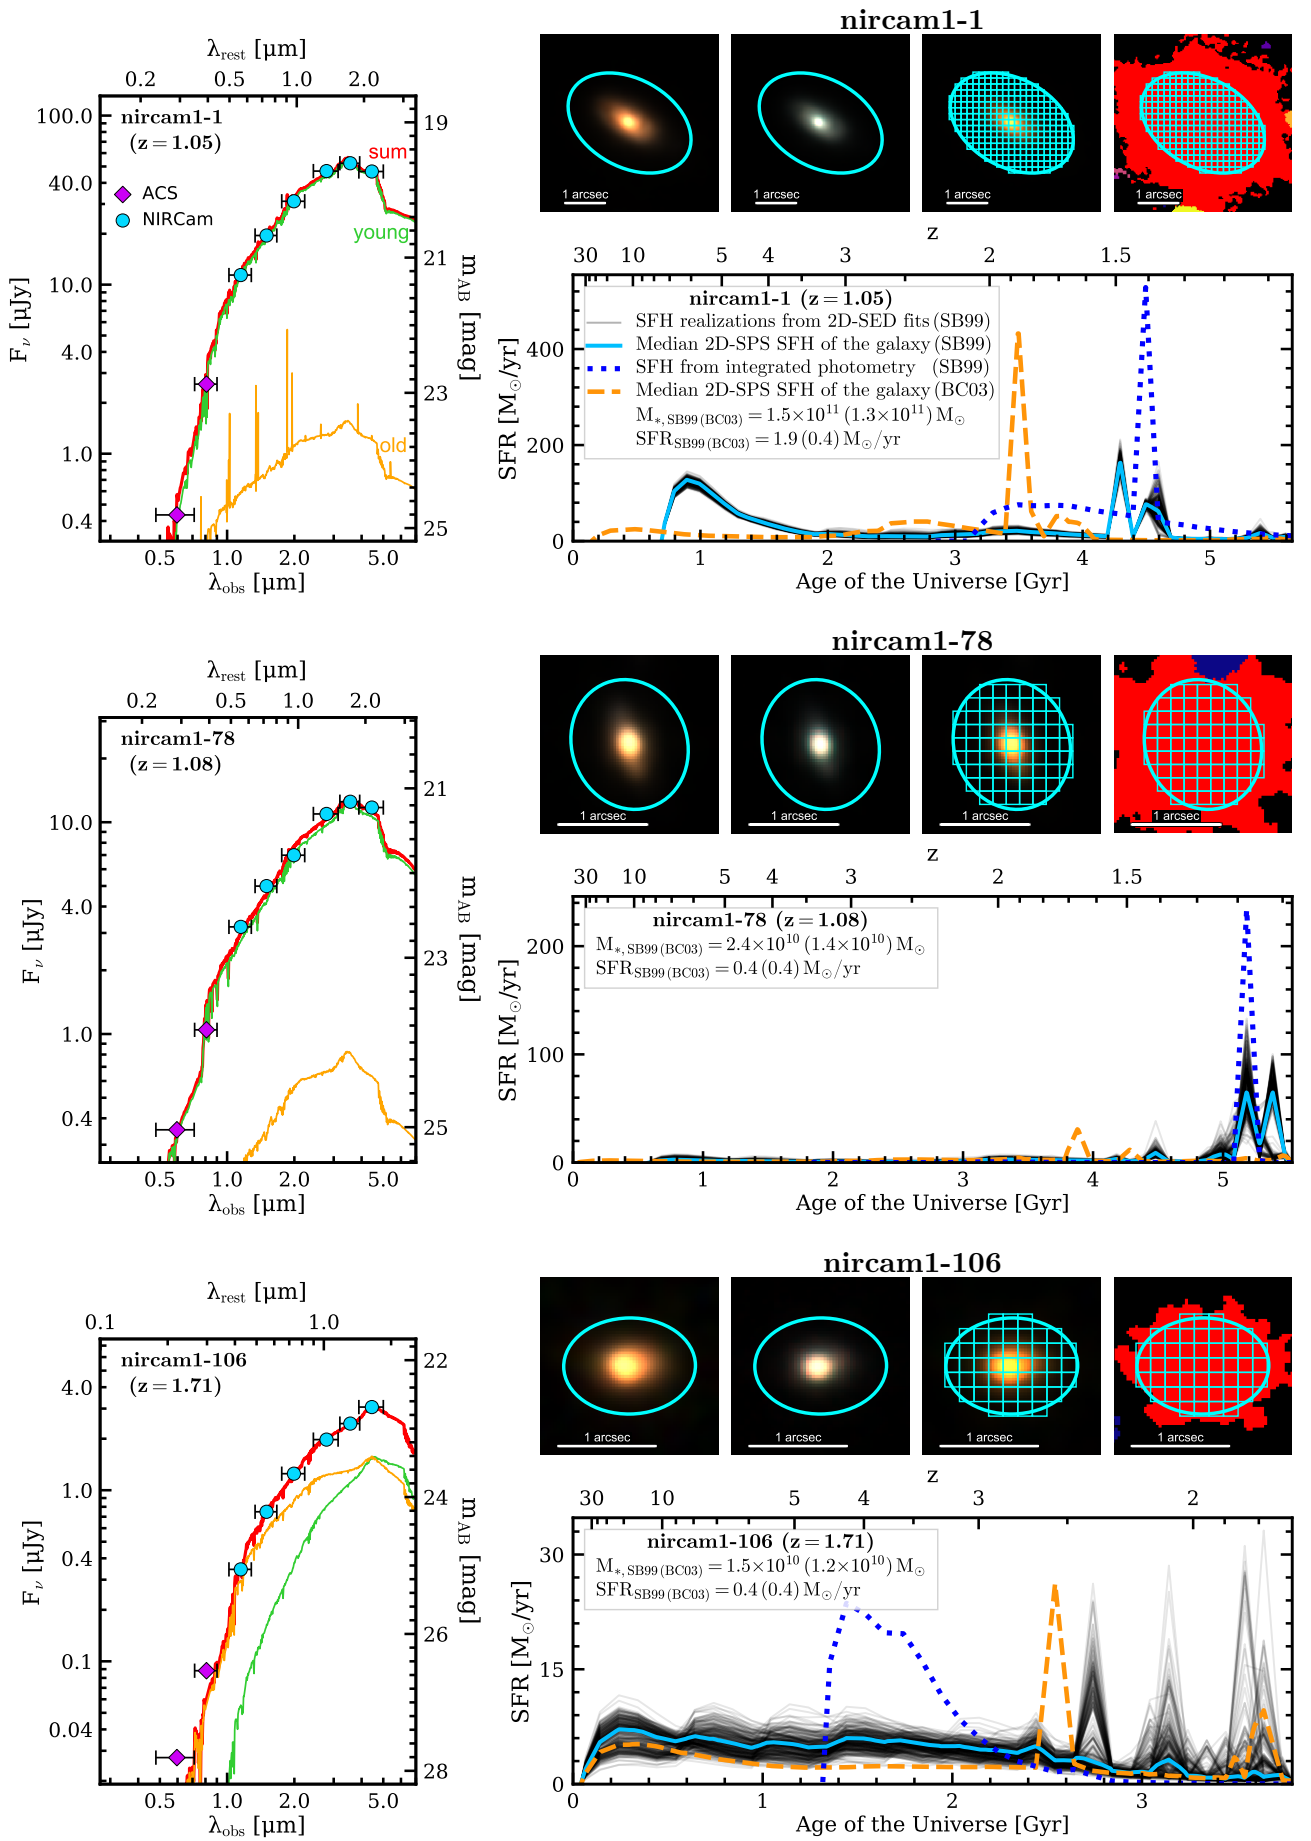 nircam1-1
λrest [μm]
0.2 0.5 1.0 2.0
nircam1-1
(z = 1.05)
ACS
NIRCam
sum
young
old
100.0
40.0
10.0
4.0
1.0
0.4
Fν [μJy]
19
21
23
25
mAB [mag]
0.5 1.0 2.0 5.0
λobs [μm]
1 arcsec
1 arcsec
1 arcsec
1 arcsec
z
30 10 5 4 3 2 1.5
nircam1-1 (z = 1.05)
SFH realizations from 2D-SED fits (SB99)
Median 2D-SPS SFH of the galaxy (SB99)
SFH from integrated photometry (SB99)
Median 2D-SPS SFH of the galaxy (BC03)
M*, SB99 (BC03) = 1.5×10¹¹ (1.3×10¹¹) M⊙
SFRSB99 (BC03) = 1.9 (0.4) M⊙/yr
400
200
0
SFR [M⊙/yr]
0 1 2 3 4 5
Age of the Universe [Gyr]
nircam1-78
λrest [μm]
0.2 0.5 1.0 2.0
nircam1-78
(z = 1.08)
10.0
4.0
1.0
0.4
Fν [μJy]
21
23
25
mAB [mag]
0.5 1.0 2.0 5.0
λobs [μm]
1 arcsec
1 arcsec
1 arcsec
1 arcsec
z
30 10 5 4 3 2 1.5
nircam1-78 (z = 1.08)
M*, SB99 (BC03) = 2.4×10¹⁰ (1.4×10¹⁰) M⊙
SFRSB99 (BC03) = 0.4 (0.4) M⊙/yr
200
100
0
SFR [M⊙/yr]
0 1 2 3 4 5
Age of the Universe [Gyr]
nircam1-106
λrest [μm]
0.1 1.0
nircam1-106
(z = 1.71)
4.0
1.0
0.4
0.1
0.04
Fν [μJy]
22
24
26
28
mAB [mag]
0.5 1.0 2.0 5.0
λobs [μm]
1 arcsec
1 arcsec
1 arcsec
1 arcsec
z
30 10 5 4 3 2
nircam1-106 (z = 1.71)
M*, SB99 (BC03) = 1.5×10¹⁰ (1.2×10¹⁰) M⊙
SFRSB99 (BC03) = 0.4 (0.4) M⊙/yr
30
15
0
SFR [M⊙/yr]
0 1 2 3
Age of the Universe [Gyr]